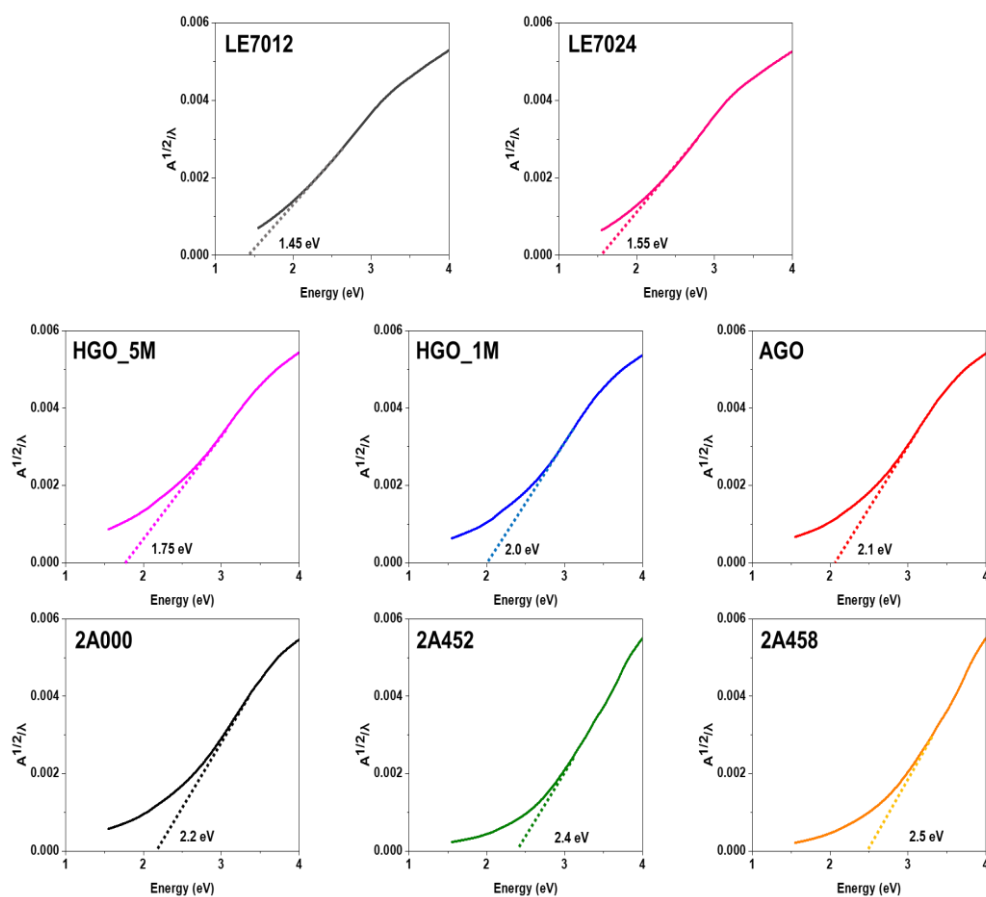 LE7012
0.006
0.004
0.002
0.000
A^1/2/λ
1.45 eV
1 2 3 4
Energy (eV)
LE7024
0.006
0.004
0.002
0.000
A^1/2/λ
1.55 eV
1 2 3 4
Energy (eV)
HGO_5M
0.006
0.004
0.002
0.000
A^1/2/λ
1.75 eV
1 2 3 4
Energy (eV)
HGO_1M
0.006
0.004
0.002
0.000
A^1/2/λ
2.0 eV
1 2 3 4
Energy (eV)
AGO
0.006
0.004
0.002
0.000
A^1/2/λ
2.1 eV
1 2 3 4
Energy (eV)
2A000
0.006
0.004
0.002
0.000
A^1/2/λ
2.2 eV
1 2 3 4
Energy (eV)
2A452
0.006
0.004
0.002
0.000
A^1/2/λ
2.4 eV
1 2 3 4
Energy (eV)
2A458
0.006
0.004
0.002
0.000
A^1/2/λ
2.5 eV
1 2 3 4
Energy (eV)